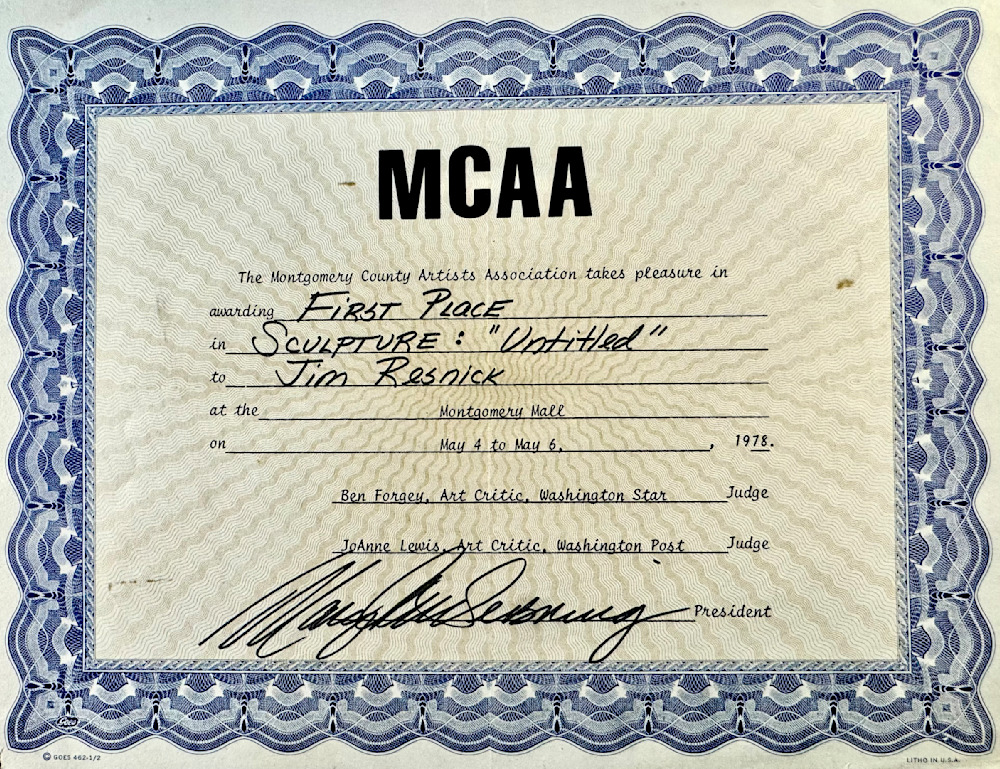 MCAA
The Montgomery County Artists Association takes pleasure in
awarding First Place
in Sculpture: "Untitled"
to Jim Resnick
at the Montgomery Mall
on May 4 to May 6, , 1978.
Ben Forgey, Art Critic, Washington Star Judge
JoAnne Lewis, Art Critic, Washington Post Judge
President
© GOES 462-1/2
LITHO IN U.S.A.